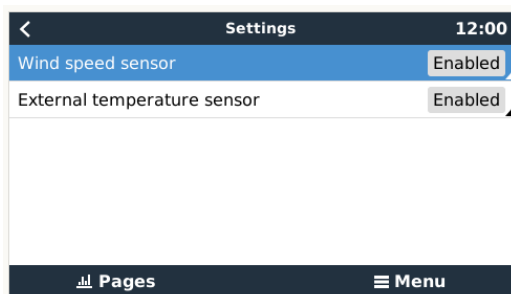 Settings 12:00
Wind speed sensor Enabled
External temperature sensor Enabled
Pages Menu